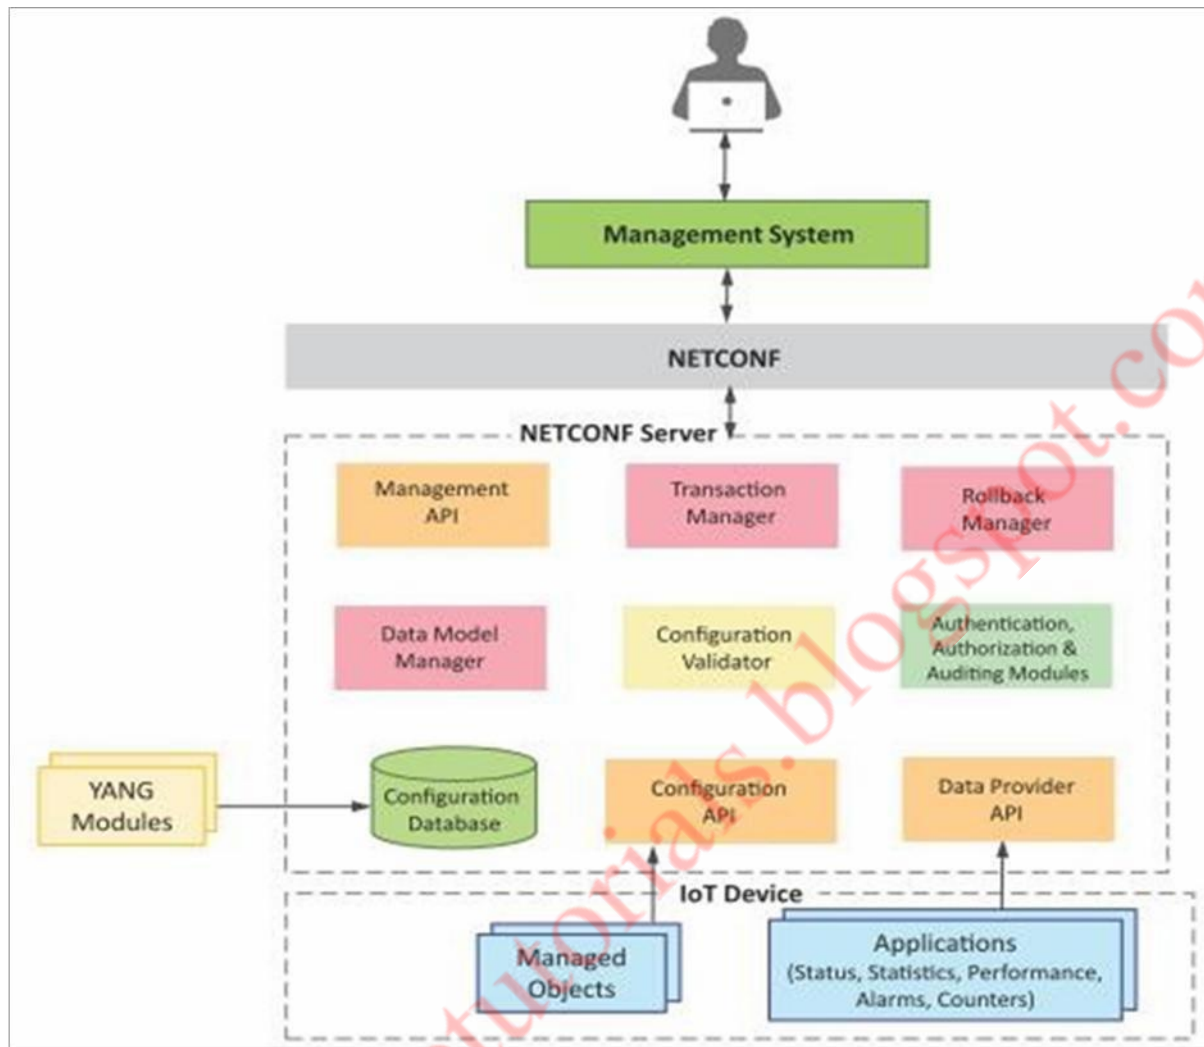 Management System
NETCONF
NETCONF Server
Management
API
Transaction
Manager
Rollback
Manager
Data Model
Manager
Configuration
Validator
Authentication,
Authorization &
Auditing Modules
YANG
Modules
Configuration
Database
Configuration
API
Data Provider
API
IoT Device
Managed
Objects
Applications
(Status, Statistics, Performance,
Alarms, Counters)